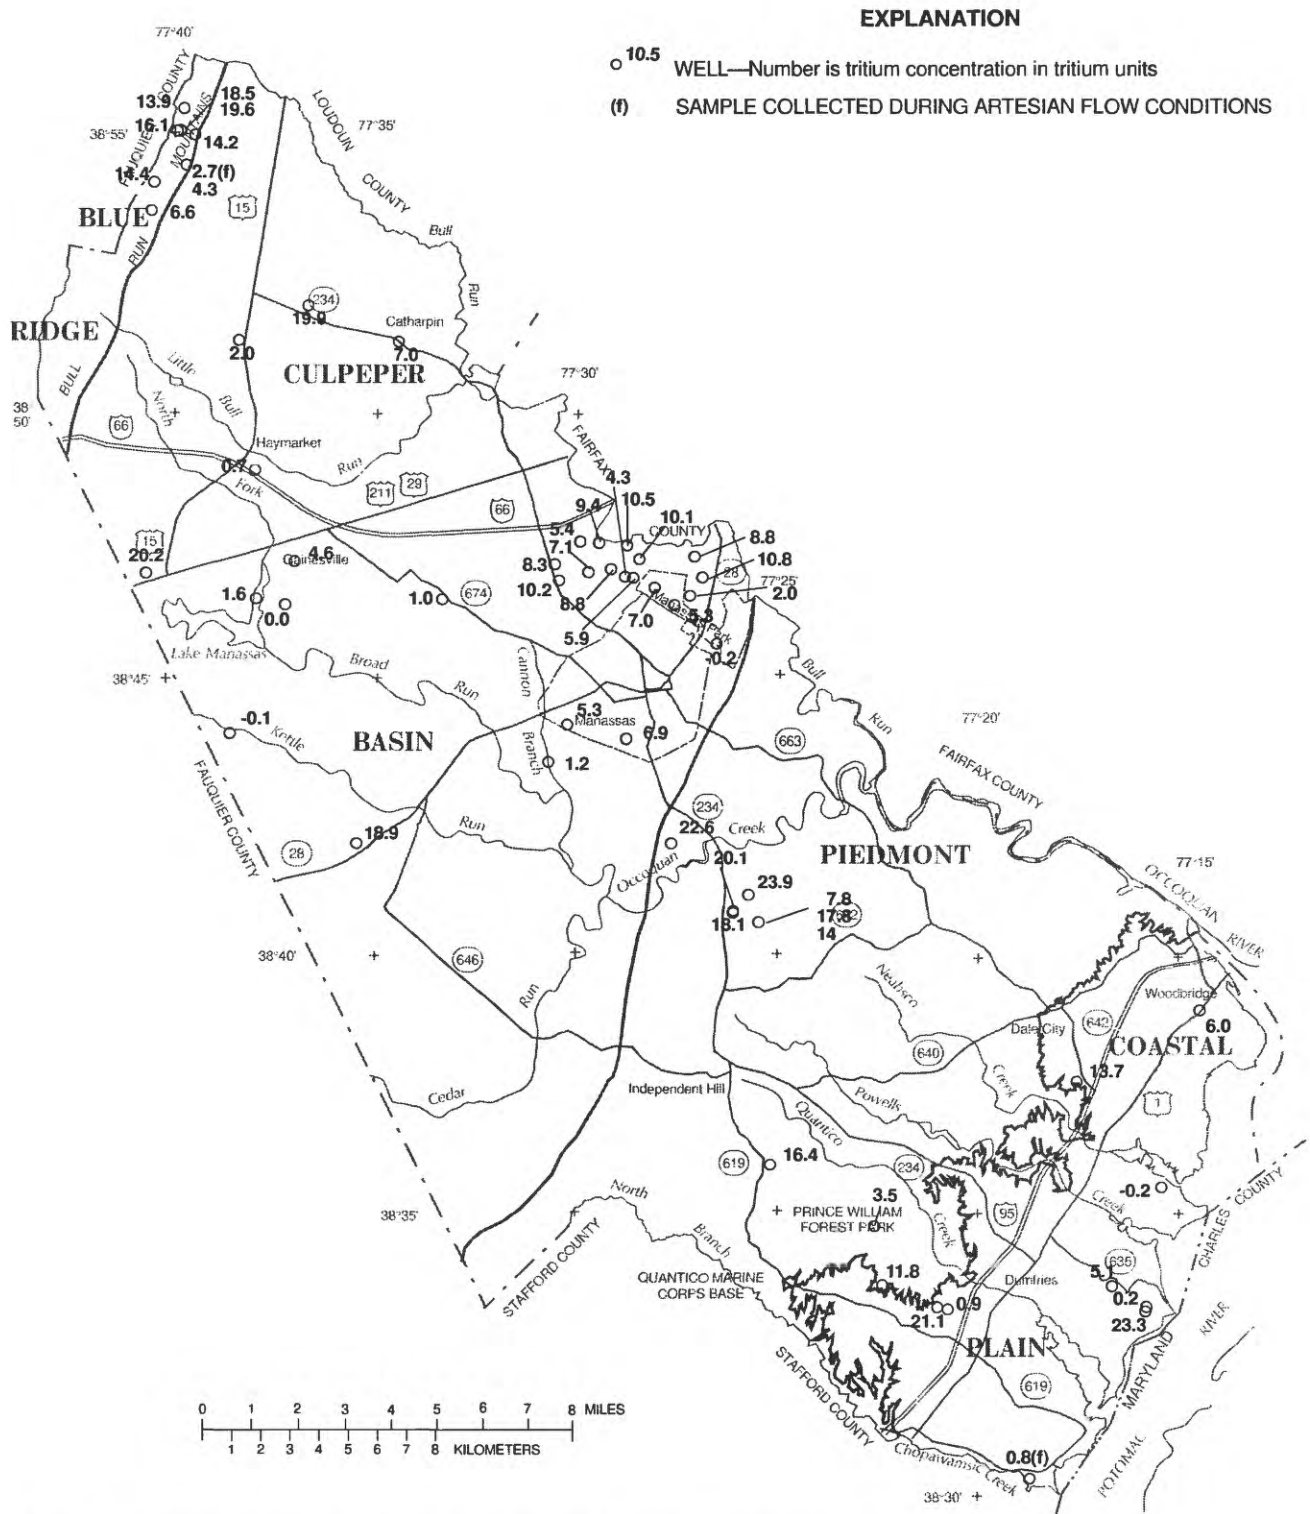 EXPLANATION
10.5 WELL—Number is tritium concentration in tritium units
(f) SAMPLE COLLECTED DURING ARTESIAN FLOW CONDITIONS
77°40'
FAUQUIER COUNTY
LOUDOUN COUNTY
13.9
18.5
19.6
16.1
38°55'
MOUNTAINS
14.2
77°35'
14.4
2.7(f)
4.3
15
BLUE
6.6
RUN
Bull
Run
234
19.9
Catharpin
RIDGE
2.0
7.0
BULL
Little
CULPEPER
77°30'
38°
50'
North
Bull
66
Haymarket
Run
0.7
Fork
211
29
66
FAIRFAX
COUNTY
4.3
10.5
9.4
10.1
5.4
8.8
15
7.1
10.8
20.2
4.6
Gainesville
8.3
28
77°25'
1.6
1.0
674
10.2
8.8
2.0
0.0
7.0
5.3
Manassas Park
5.9
-0.2
Lake Manassas
Broad
Run
Cannon
Branch
38°45'
Bull
Run
-0.1
Kettle
5.3
Manassas
6.9
77°20'
BASIN
663
1.2
FAIRFAX COUNTY
FAUQUIER COUNTY
Run
234
18.9
28
22.6
Creek
20.1
Occoquan
PIEDMONT
77°15'
OCCOQUAN
RIVER
23.9
7.8
17.8
14
18.1
38°40'
646
Run
Neabsco
Woodbridge
6.0
Date City
642
COASTAL
640
Creek
13.7
Independent Hill
Cedar
Powells
1
Quantico
16.4
619
234
North
Branch
3.5
-0.2
Creek
38°35'
PRINCE WILLIAM
FOREST PARK
Creek
95
CHARLES COUNTY
STAFFORD COUNTY
QUANTICO MARINE
CORPS BASE
11.8
Dumfries
635
5.1
0.2
0.9
21.1
23.3
RIVER
PLAIN
MARYLAND
STAFFORD COUNTY
619
0 1 2 3 4 5 6 7 8 MILES
1 2 3 4 5 6 7 8 KILOMETERS
0.8(f)
Chopawamsic Creek
POTOMAC
38°30'